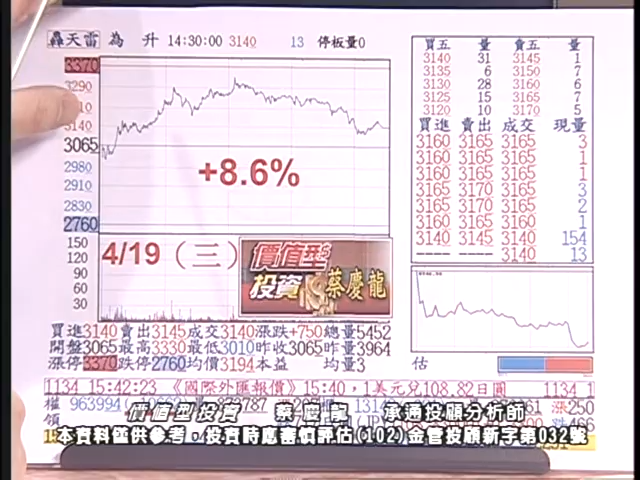 轟天雷 為 升 14:30:00 3140 13 停板量0
3370
3290
3140
3065
2980
2910
2830
2760
150
120
90
60
30
+8.6%
4/19 (三)
價值型
投資 蔡慶龍
買五 量 賣五 量
3140 31 3145 1
3135 6 3150 7
3130 28 3160 6
3125 15 3165 7
3120 10 3170 5
買進 賣出 成交 現量
3160 3165 3165 3
3160 3165 3165 1
3160 3165 3165 1
3165 3170 3165 3
3165 3170 3165 2
3160 3165 3160 1
3140 3145 3140 154
---- ---- 3140 13
買進3140賣出3145成交3140漲跌+750總量5452
開盤3065最高3330最低3010昨收3065昨量3964
漲停3370跌停2760均價3194本益 均量3 估
1134 15:42:23 《國際外匯報價》15:40，1美元兌108.82日圓 1134 1
價值型投資 蔡慶龍 承通投顧分析師
本資料僅供參考，投資時應審慎評估(102)金管投顧新字第032號